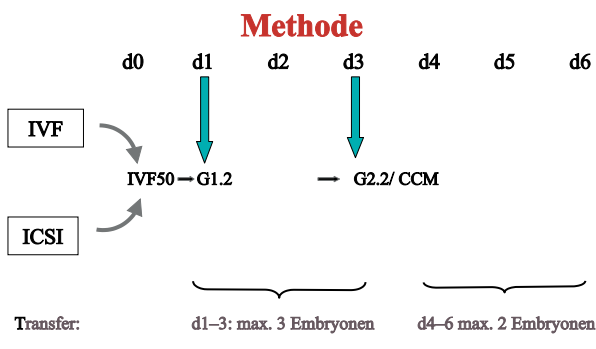 Methode
d0 d1 d2 d3 d4 d5 d6
IVF
IVF50 G1.2 G2.2/ CCM
ICSI
Transfer: d1–3: max. 3 Embryonen d4–6 max. 2 Embryonen